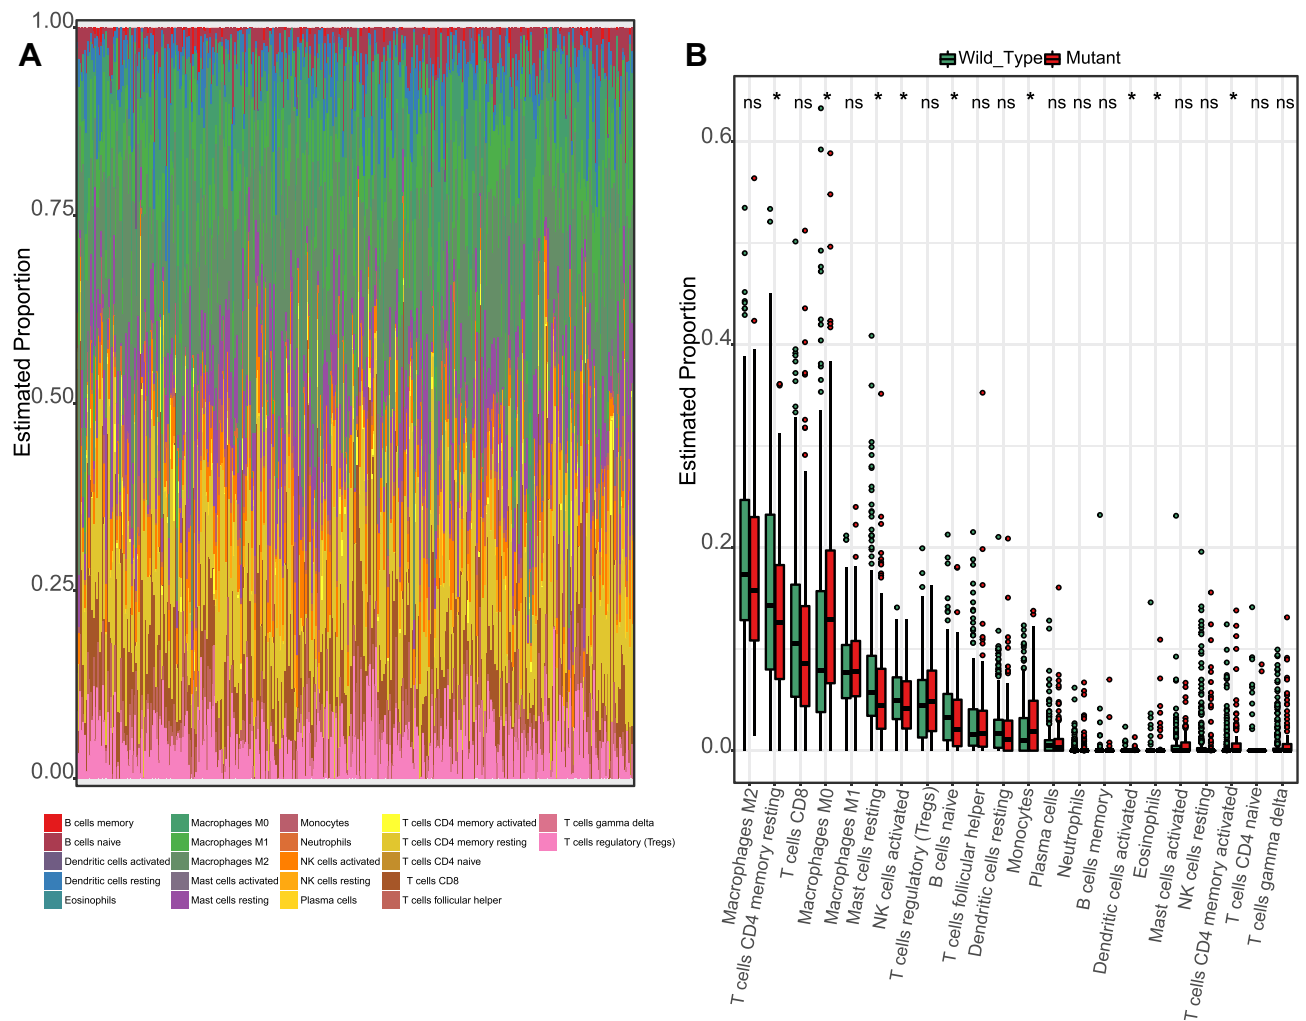 A
1.00
0.75
0.50
0.25
0.00
Estimated Proportion
B cells memory
B cells naive
Dendritic cells activated
Dendritic cells resting
Eosinophils
Macrophages M0
Macrophages M1
Macrophages M2
Mast cells activated
Mast cells resting
Monocytes
Neutrophils
NK cells activated
NK cells resting
Plasma cells
T cells CD4 memory activated
T cells CD4 memory resting
T cells CD4 naive
T cells CD8
T cells follicular helper
T cells gamma delta
T cells regulatory (Tregs)
B
Wild_Type Mutant
ns * ns * ns * * ns * ns ns * ns ns ns * * ns ns * ns ns
0.6
0.4
0.2
0.0
Estimated Proportion
Macrophages M2
T cells CD4 memory resting
T cells CD8
Macrophages M0
Macrophages M1
Mast cells resting
NK cells activated
T cells regulatory (Tregs)
B cells naive
T cells follicular helper
Dendritic cells resting
Monocytes
Plasma cells
Neutrophils
B cells memory
Dendritic cells activated
Eosinophils
Mast cells activated
NK cells resting
T cells CD4 memory activated
T cells CD4 naive
T cells gamma delta